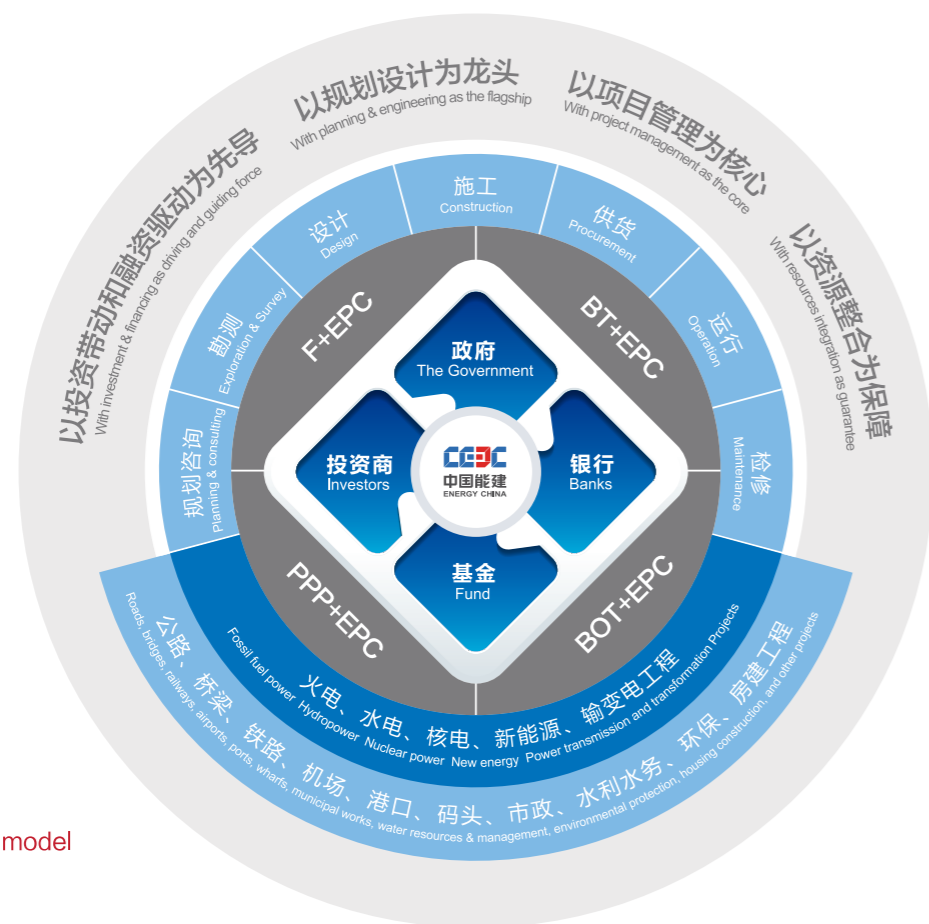 以投资带动和融资驱动为先导
With investment & financing as driving and guiding force
以规划设计为龙头
With planning & engineering as the flagship
以项目管理为核心
With project management as the core
以资源整合为保障
With resources integration as guarantee
规划咨询
Planning & consulting
勘测
Exploration & Survey
设计
Design
施工
Construction
供货
Procurement
运行
Operation
检修
Maintenance
F+EPC
BT+EPC
PPP+EPC
BOT+EPC
政府
The Government
投资商
Investors
CEEC
中国能建
ENERGY CHINA
银行
Banks
基金
Fund
火电、水电、核电、新能源、输变电工程
Fossil fuel power Hydropower Nuclear power New energy Power transmission and transformation Projects
公路、桥梁、铁路、机场、港口、码头、市政、水利水务、环保、房建工程
Roads, bridges, railways, airports, ports, wharfs, municipal works, water resources & management, environmental protection, housing construction, and other projects
model